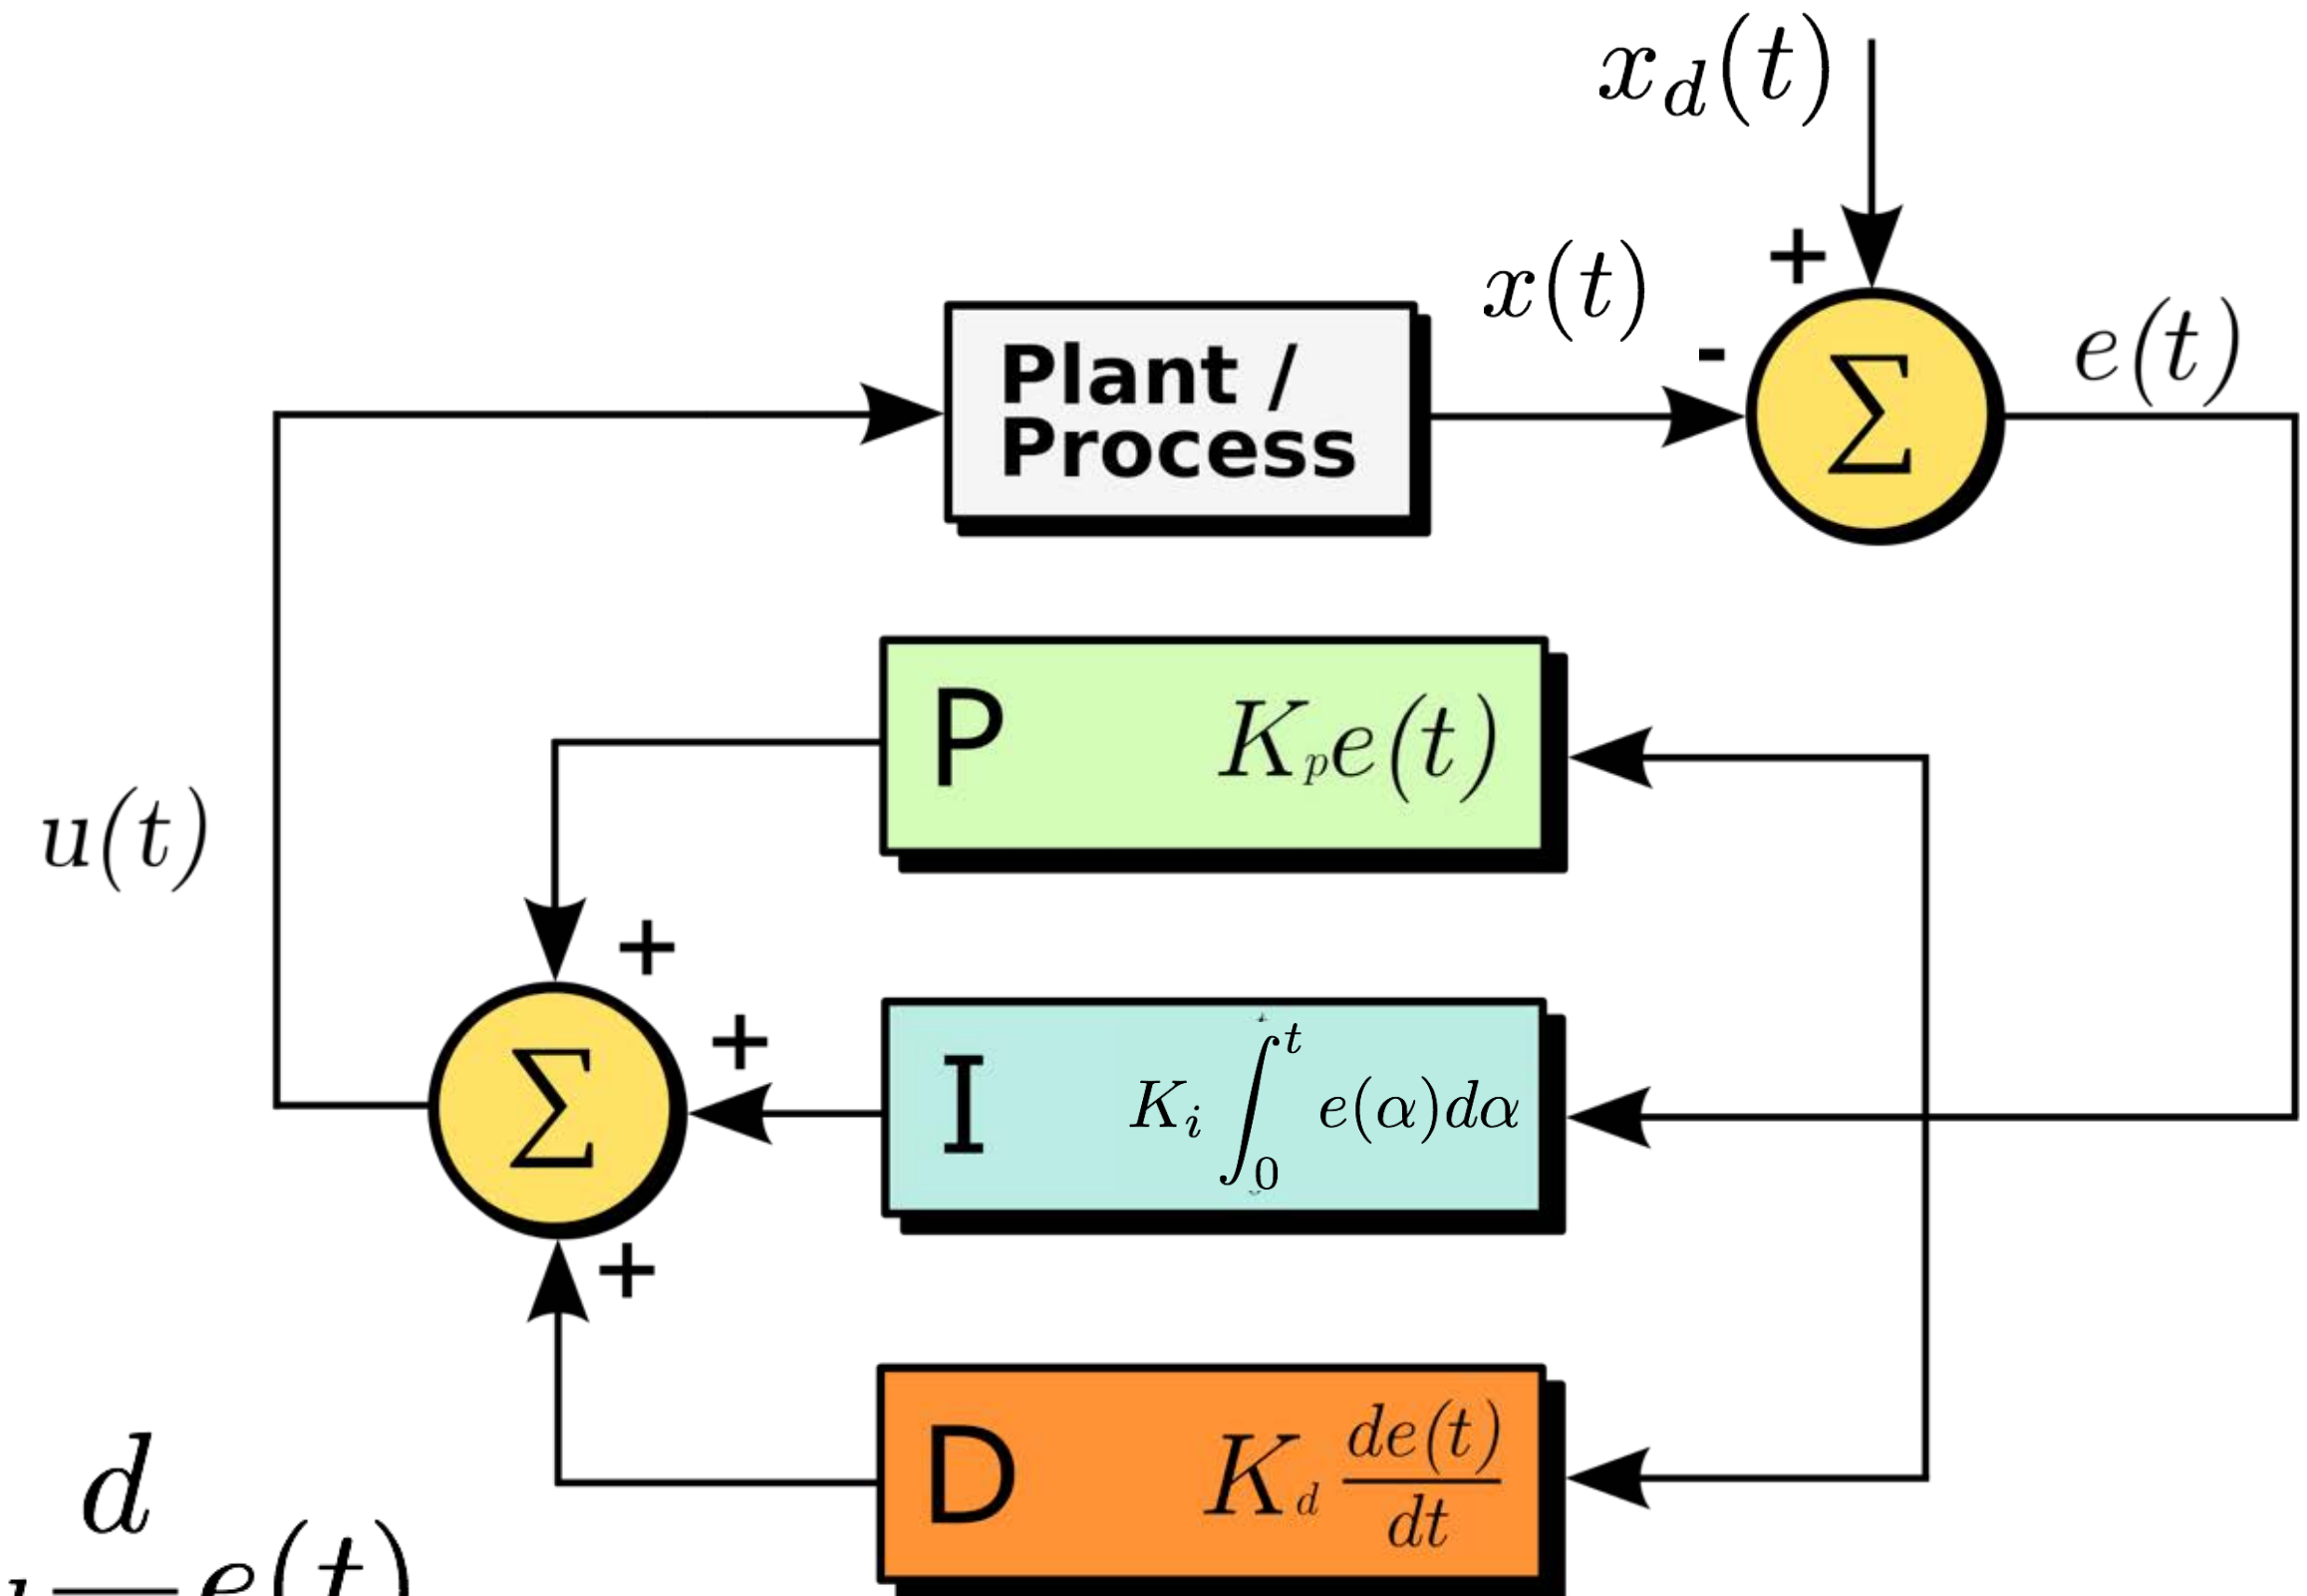 x_d(t)
+
x(t)
-
Plant /
Process
Σ
e(t)
P K_p e(t)
u(t)
+
+
Σ
I K_i ∫_0^t e(α)dα
+
D K_d de(t)/dt
d
e(t)